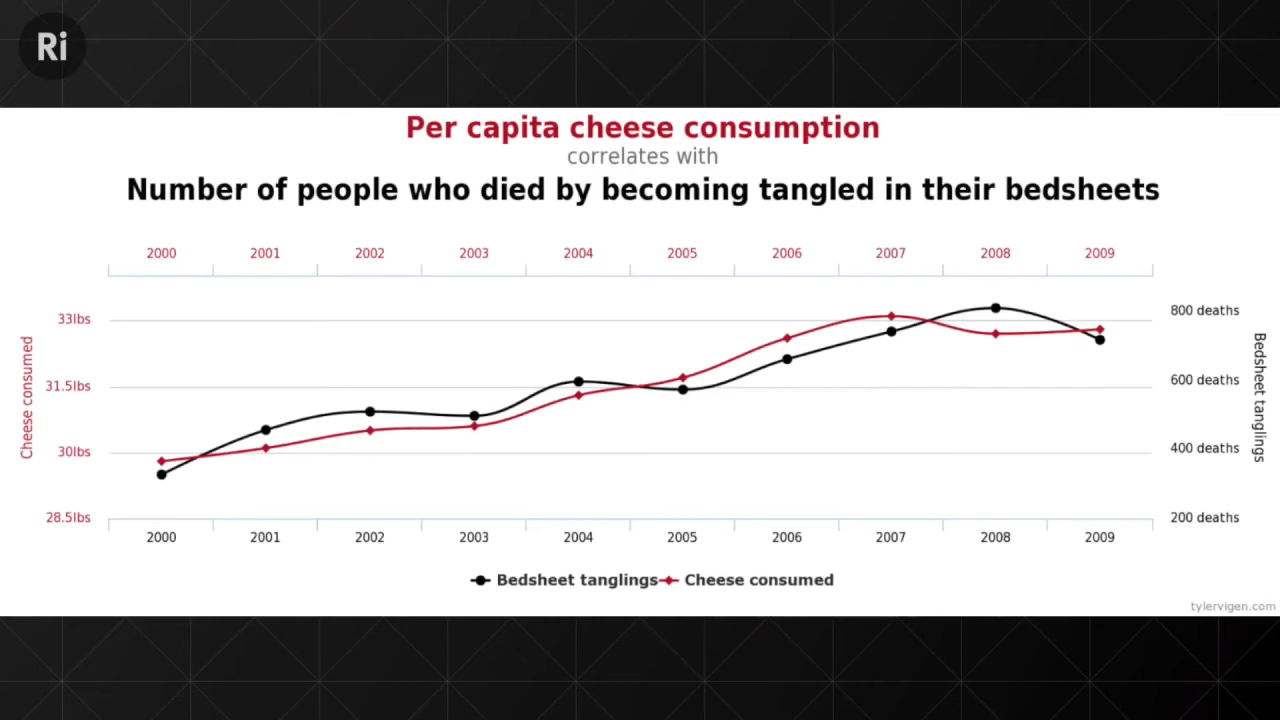 Ri
Per capita cheese consumption
correlates with
Number of people who died by becoming tangled in their bedsheets
2000 2001 2002 2003 2004 2005 2006 2007 2008 2009
Cheese consumed
33lbs
31.5lbs
30lbs
28.5lbs
800 deaths
600 deaths
400 deaths
200 deaths
Bedsheet tanglings
2000 2001 2002 2003 2004 2005 2006 2007 2008 2009
Bedsheet tanglings Cheese consumed
tylervigen.com